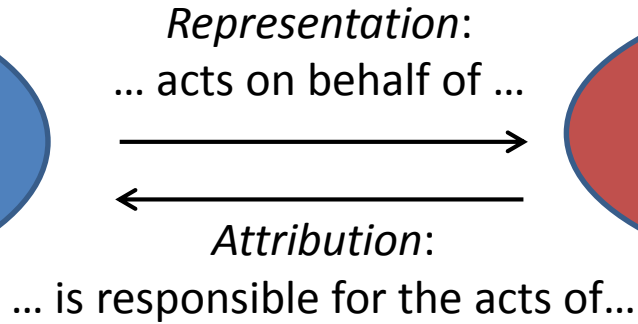 Representation:
… acts on behalf of …
Attribution:
… is responsible for the acts of…